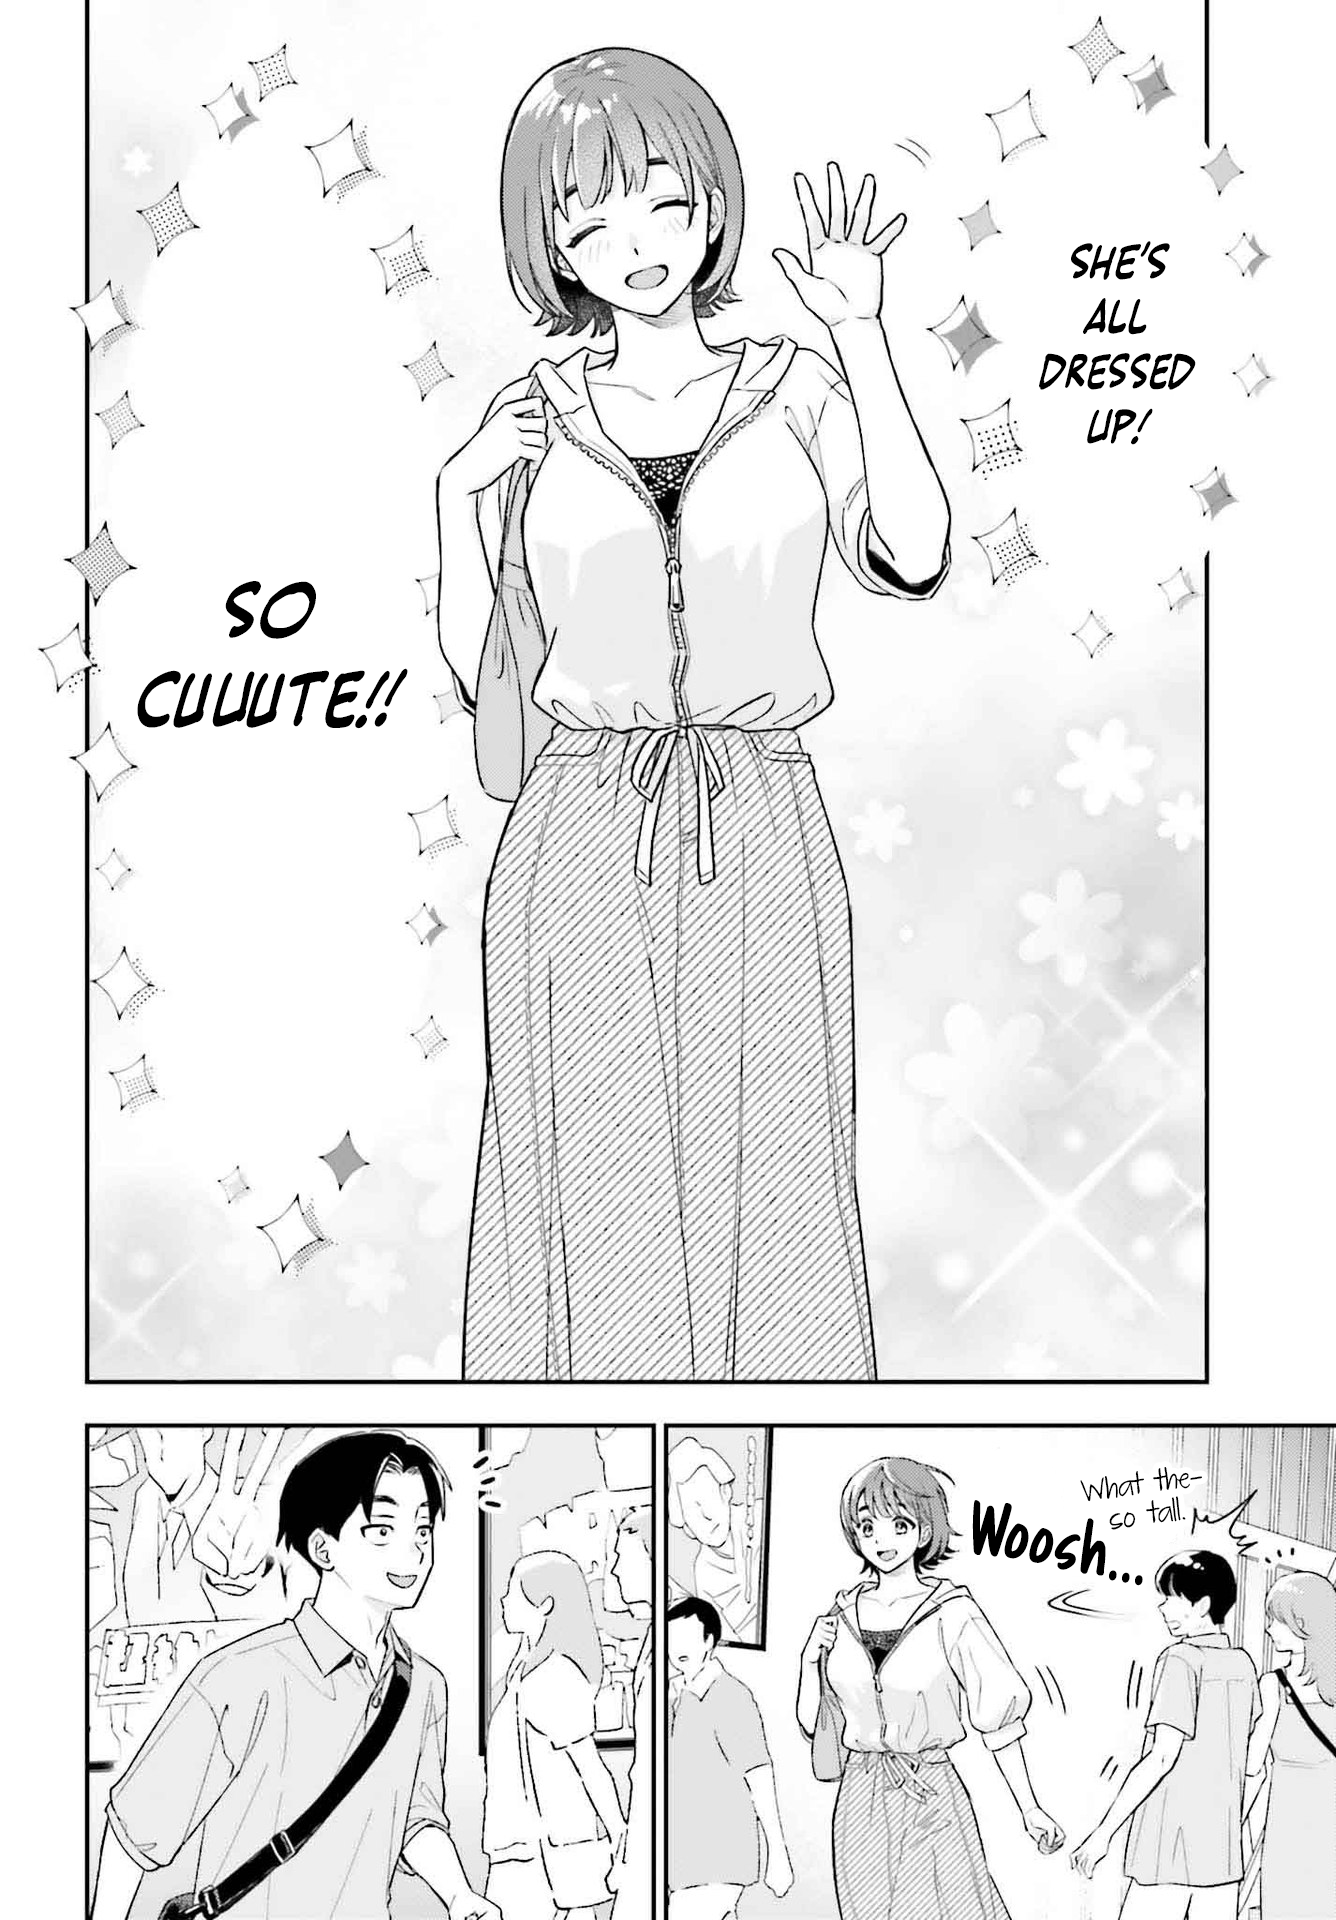 SHE'S
ALL
DRESSED
UP!
SO
CUUUTE!!
What the-
so tall.
Woosh...